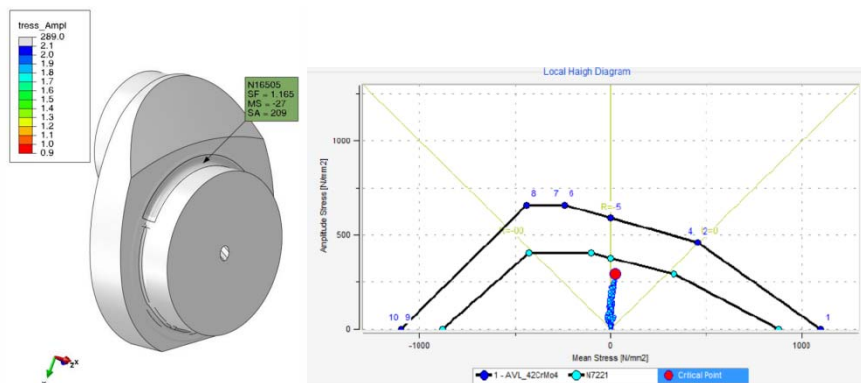 tress_Ampl
289.0
2.1
2.0
1.9
1.8
1.7
1.6
1.5
1.4
1.3
1.2
1.1
1.0
0.9
N16505
SF = 1.165
MS = -27
SA = 209
Z
X
Local Haigh Diagram
Amplitude Stress [N/mm2]
1000
500
0
8 7 6
R=-5
4 2
R=0
10 9
1
-1000 0 1000
Mean Stress [N/mm2]
1 - AVL_42CrMo4
N7221
Critical Point